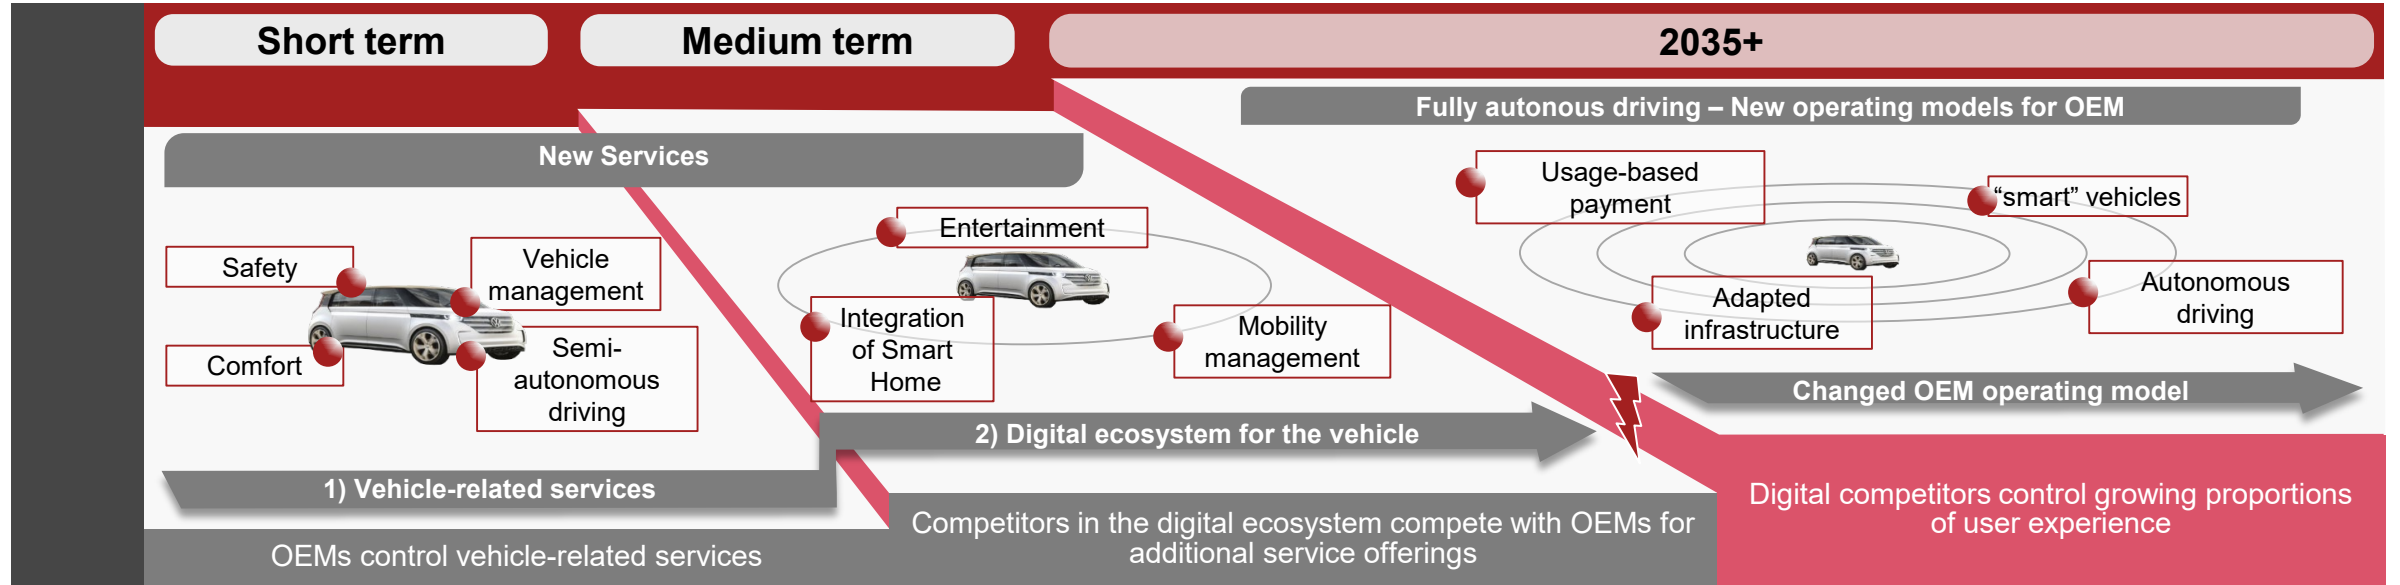 Short term
Medium term
2035+
Fully autonous driving – New operating models for OEM
New Services
Usage-based
payment
“smart” vehicles
Entertainment
Safety
Vehicle
management
Adapted
infrastructure
Autonomous
driving
Integration
of Smart
Home
Mobility
management
Comfort
Semi-
autonomous
driving
Changed OEM operating model
2) Digital ecosystem for the vehicle
1) Vehicle-related services
OEMs control vehicle-related services
Competitors in the digital ecosystem compete with OEMs for
additional service offerings
Digital competitors control growing proportions
of user experience